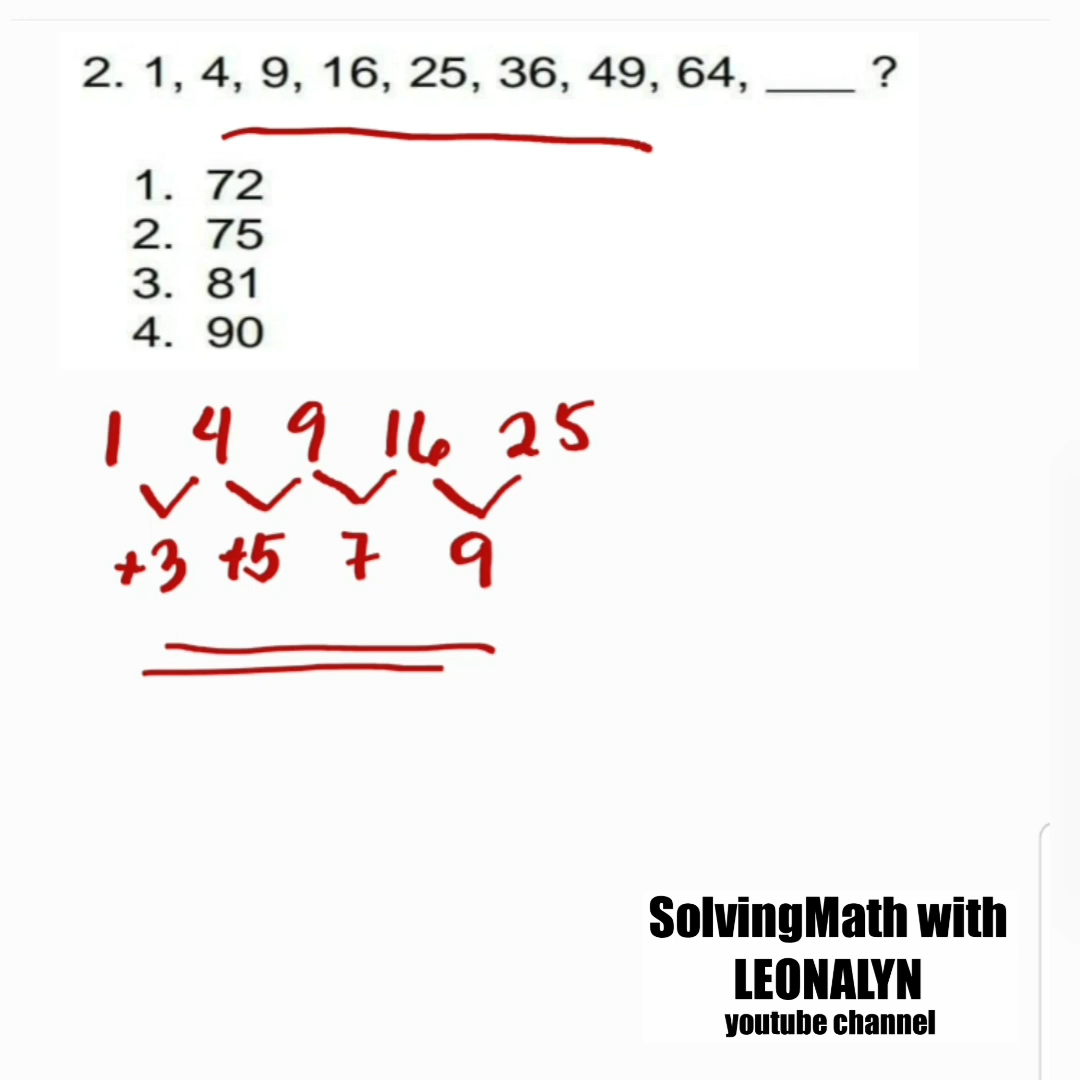 2. 1, 4, 9, 16, 25, 36, 49, 64, ____ ?
1. 72
2. 75
3. 81
4. 90
1 4 9 16 25
+3 +5 7 9
SolvingMath with
LEONALYN
youtube channel